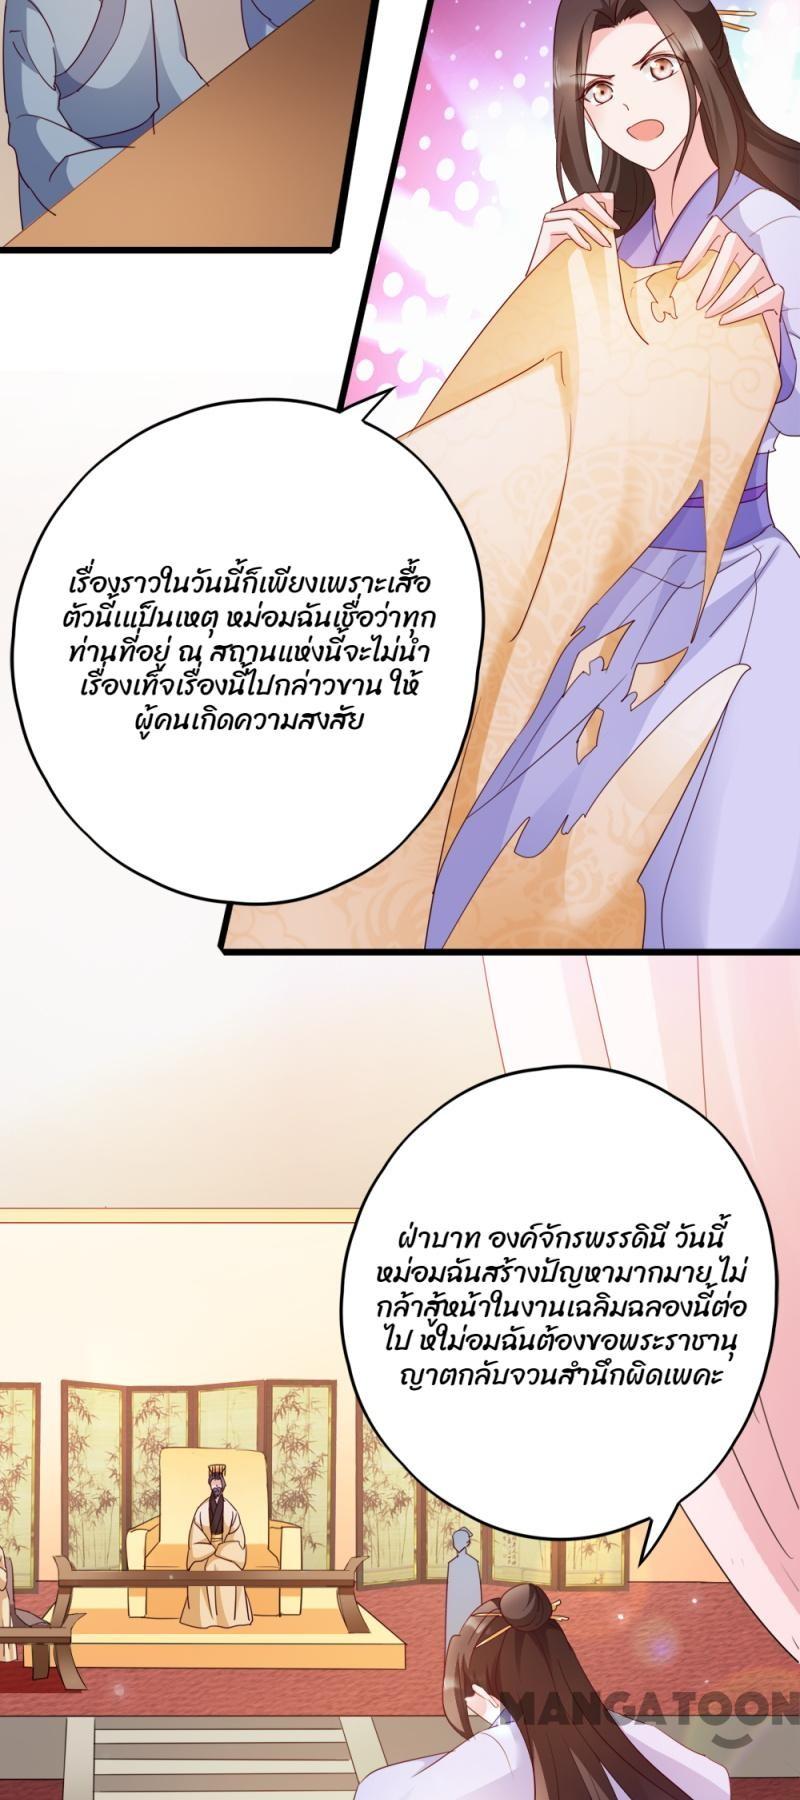 เรื่องราวในวันนี้ก็เพียงเพราะเสื้อ
ตัวนี้เเป็นเหตุ หม่อมฉันเชื่อว่าทุก
ท่านที่อยู่ ณ สถานแห่งนี้จะไม่นำ
เรื่องเท็จเรื่องนี้ไปกล่าวขาน ให้
ผู้คนเกิดความสงสัย
ฝ่าบาท องค์จักรพรรดินี วันนี้
หม่อมฉันสร้างปัญหามากมาย ไม่
กล้าสู้หน้าในงานเฉลิมฉลองนี้ต่อ
ไป หใม่อมฉันต้องขอพระราชานุ
ญาตกลับจวนสำนึกผิดเพคะ
MANGATOON